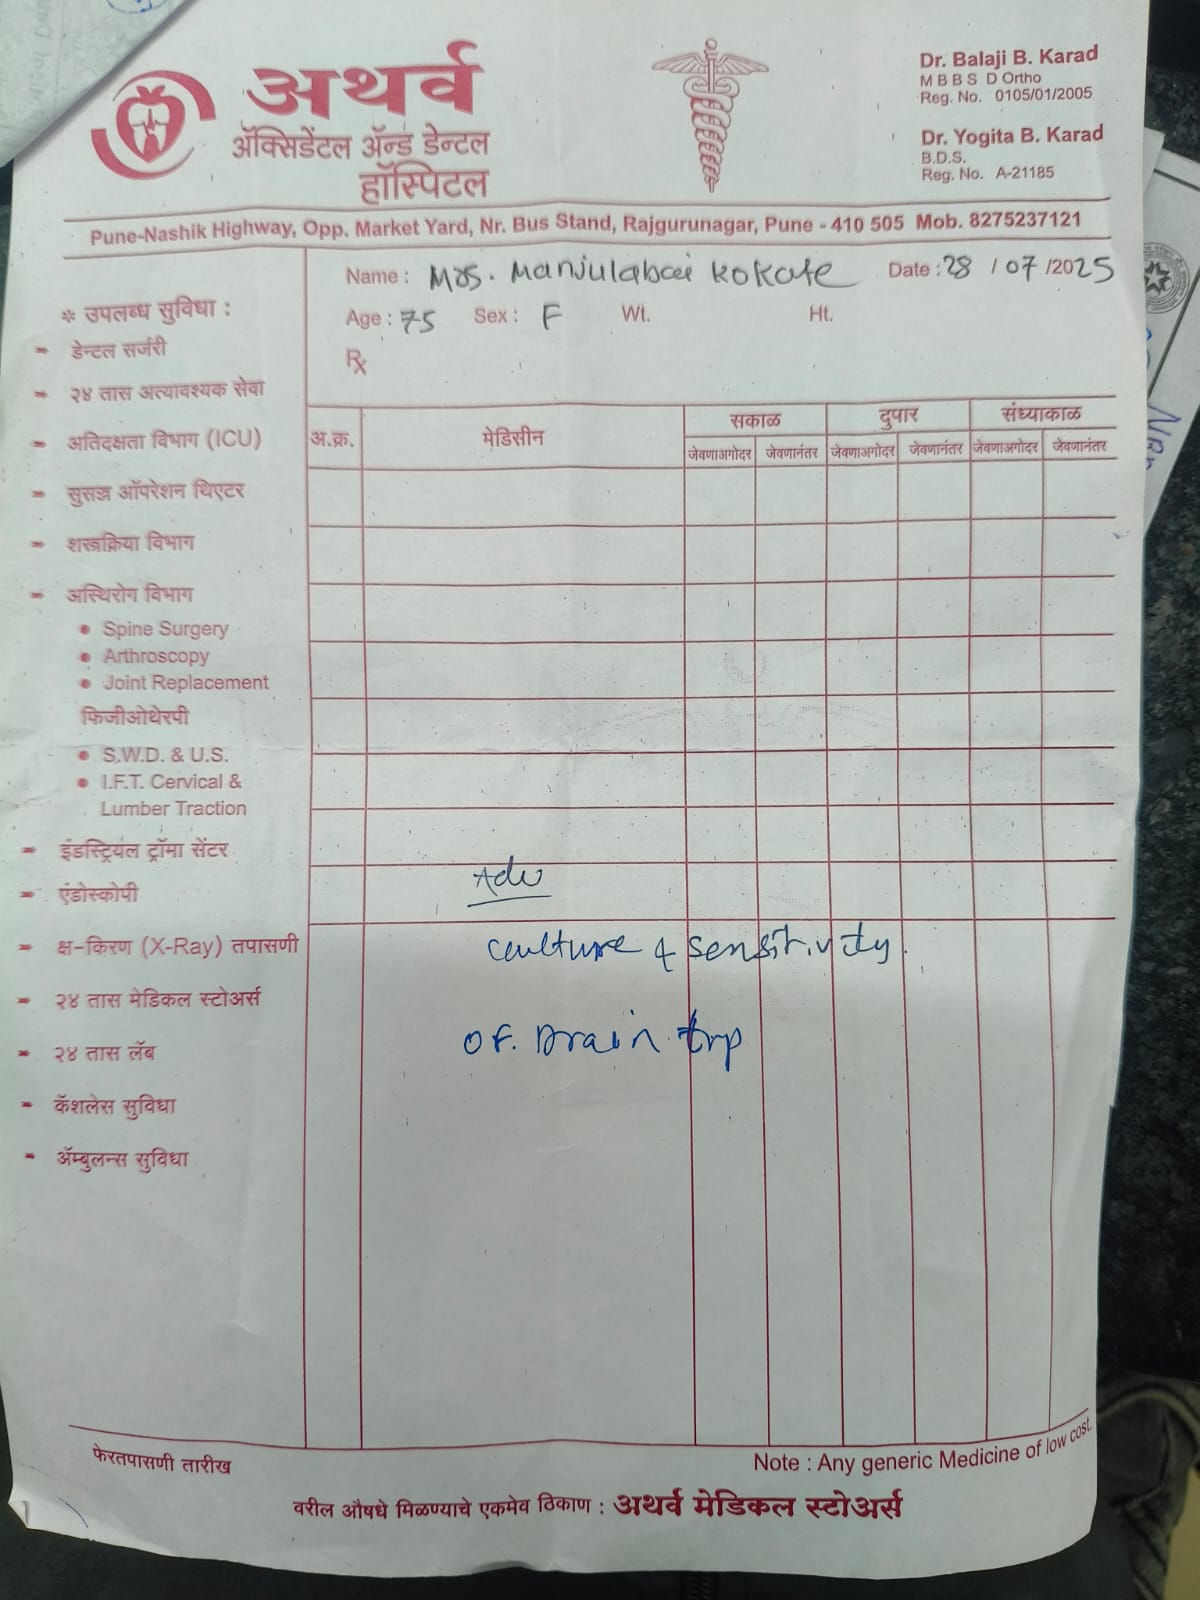 अथर्व
ॲक्सिडेंटल ॲन्ड डेन्टल
हॉस्पिटल
Dr. Balaji B. Karad
M B B S D Ortho
Reg. No. 0105/01/2005
Dr. Yogita B. Karad
B.D.S.
Reg. No. A-21185
Pune-Nashik Highway, Opp. Market Yard, Nr. Bus Stand, Rajgurunagar, Pune - 410 505 Mob. 8275237121
Name : Mrs. Manjulabai Kokate Date : 28 / 07 /2025
Age : 75 Sex : F Wt. Ht.
Rx
* उपलब्ध सुविधा :
डेन्टल सर्जरी
२४ तास अत्यावश्यक सेवा
अतिदक्षता विभाग (ICU)
सुसज्ज ऑपरेशन थिएटर
शस्त्रक्रिया विभाग
अस्थिरोग विभाग
Spine Surgery
Arthroscopy
Joint Replacement
फिजीओथेरपी
S.W.D. & U.S.
I.F.T. Cervical &
Lumber Traction
इंडस्ट्रियल ट्रॉमा सेंटर
एंडोस्कोपी
क्ष-किरण (X-Ray) तपासणी
२४ तास मेडिकल स्टोअर्स
२४ तास लॅब
कॅशलेस सुविधा
ॲम्बुलन्स सुविधा
अ.क्र. मेडिसीन सकाळ दुपार संध्याकाळ
जेवणाअगोदर जेवणानंतर जेवणाअगोदर जेवणानंतर जेवणाअगोदर जेवणानंतर
Adv
culture & sensitivity.
of. Drain
फेरतपासणी तारीख
Note : Any generic Medicine of low cost.
वरील औषधे मिळण्याचे एकमेव ठिकाण : अथर्व मेडिकल स्टोअर्स